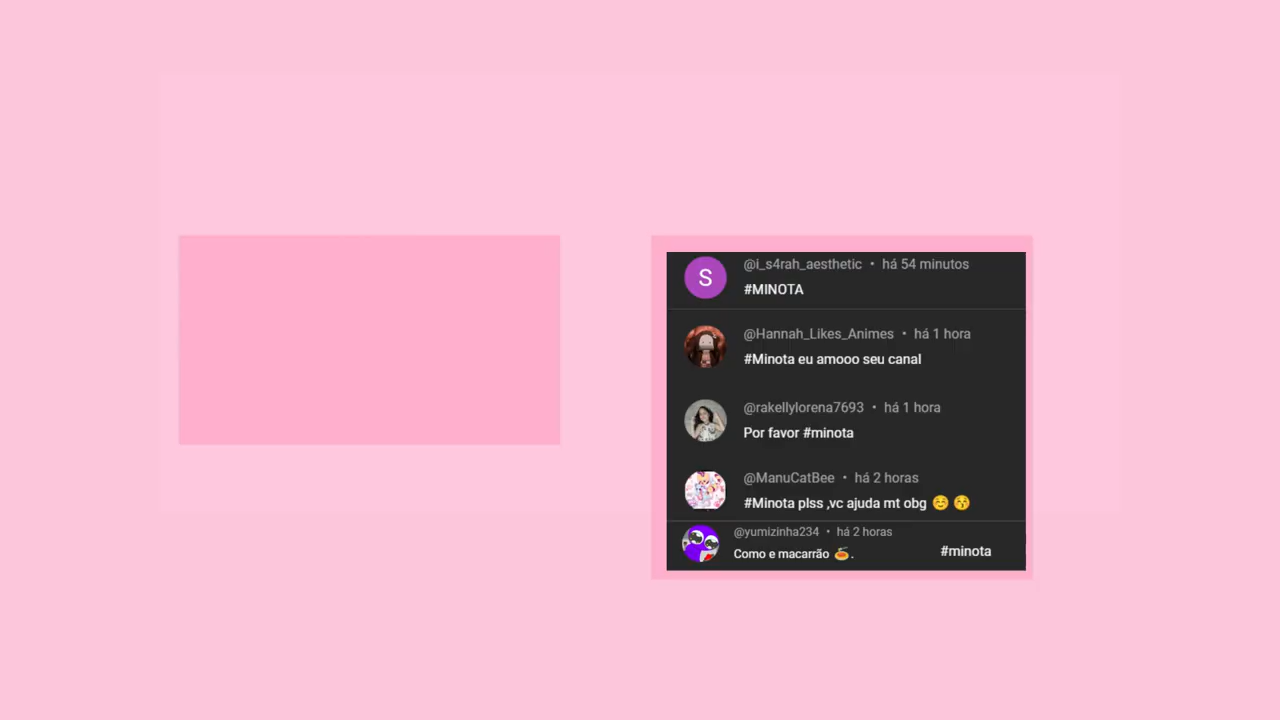 S
@i_s4rah_aesthetic • há 54 minutos
#MINOTA
@Hannah_Likes_Animes • há 1 hora
#Minota eu amooo seu canal
@rakellylorena7693 • há 1 hora
Por favor #minota
@ManuCatBee • há 2 horas
#Minota plss ,vc ajuda mt obg ☺️ 😚
@yumizinha234 • há 2 horas
Como e macarrão 🍝. #minota